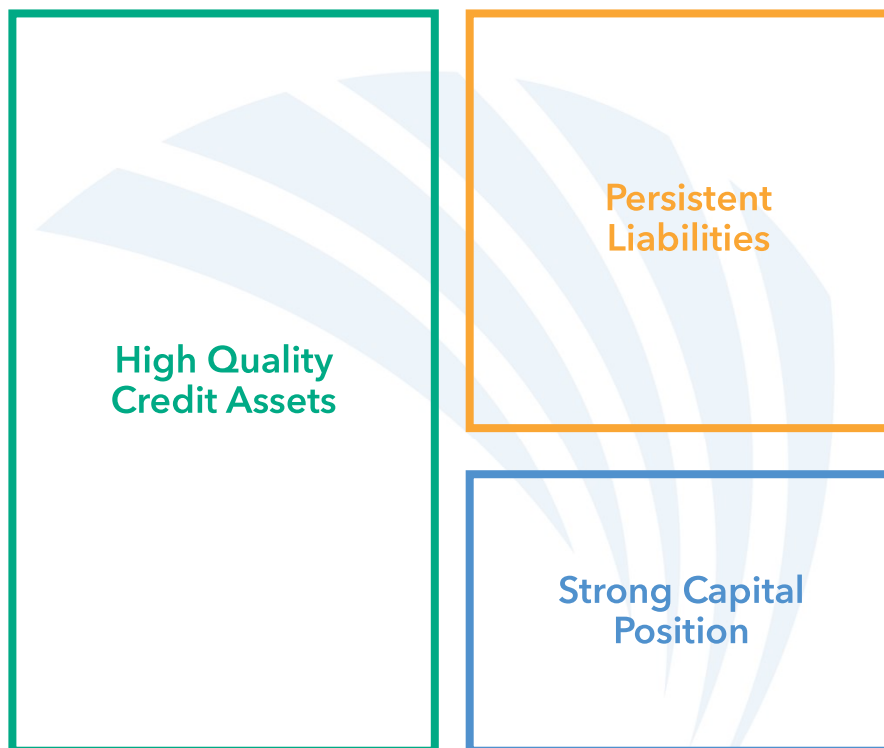 High Quality
Credit Assets
Persistent
Liabilities
Strong Capital
Position